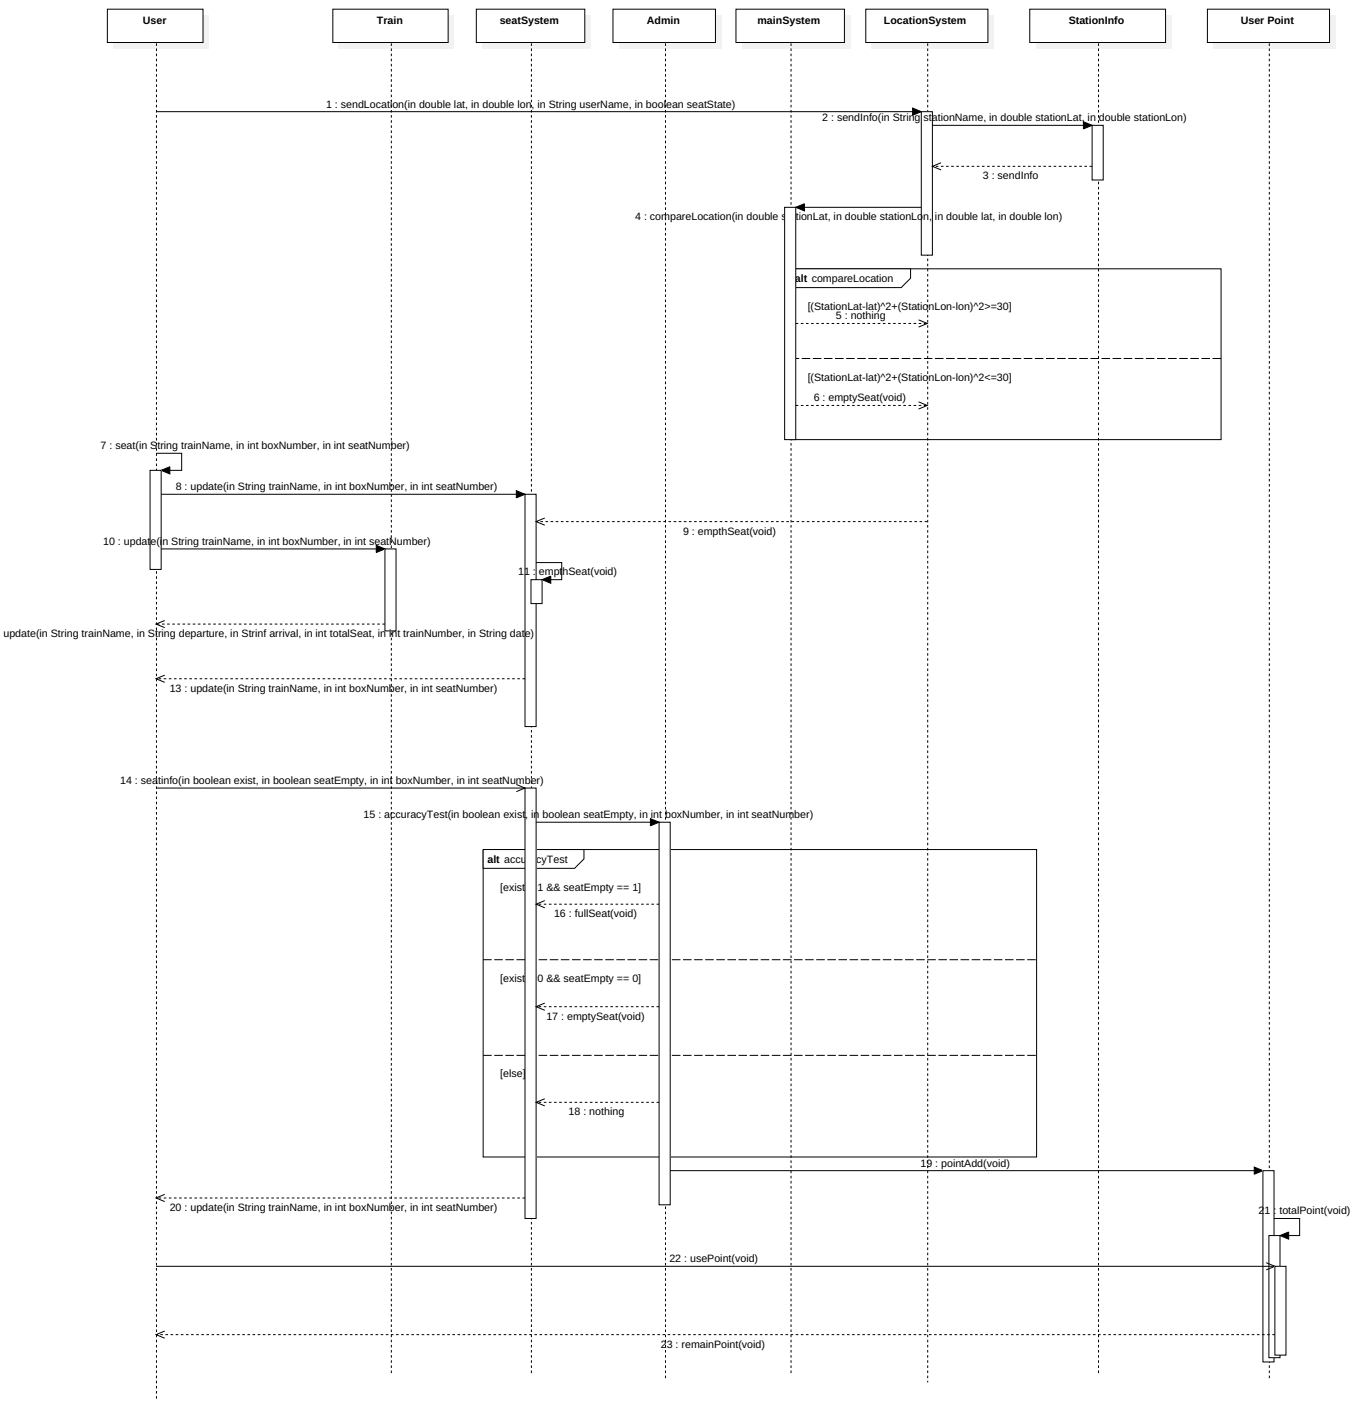 User
Train
seatSystem
Admin
mainSystem
LocationSystem
StationInfo
User Point
1 : sendLocation(in double lat, in double lon, in String userName, in boolean seatState)
2 : sendInfo(in String stationName, in double stationLat, in double stationLon)
3 : sendInfo
4 : compareLocation(in double stationLat, in double stationLon, in double lat, in double lon)
alt compareLocation
[(StationLat-lat)^2+(StationLon-lon)^2>=30]
5 : nothing
[(StationLat-lat)^2+(StationLon-lon)^2<=30]
6 : emptySeat(void)
7 : seat(in String trainName, in int boxNumber, in int seatNumber)
8 : update(in String trainName, in int boxNumber, in int seatNumber)
9 : empthSeat(void)
10 : update(in String trainName, in int boxNumber, in int seatNumber)
11 : empthSeat(void)
update(in String trainName, in String departure, in Strinf arrival, in int totalSeat, in int trainNumber, in String date)
13 : update(in String trainName, in int boxNumber, in int seatNumber)
14 : seatinfo(in boolean exist, in boolean seatEmpty, in int boxNumber, in int seatNumber)
15 : accuracyTest(in boolean exist, in boolean seatEmpty, in int boxNumber, in int seatNumber)
alt accuracyTest
[exist 1 && seatEmpty == 1]
16 : fullSeat(void)
[exist 0 && seatEmpty == 0]
17 : emptySeat(void)
[else]
18 : nothing
19 : pointAdd(void)
20 : update(in String trainName, in int boxNumber, in int seatNumber)
21 : totalPoint(void)
22 : usePoint(void)
23 : remainPoint(void)